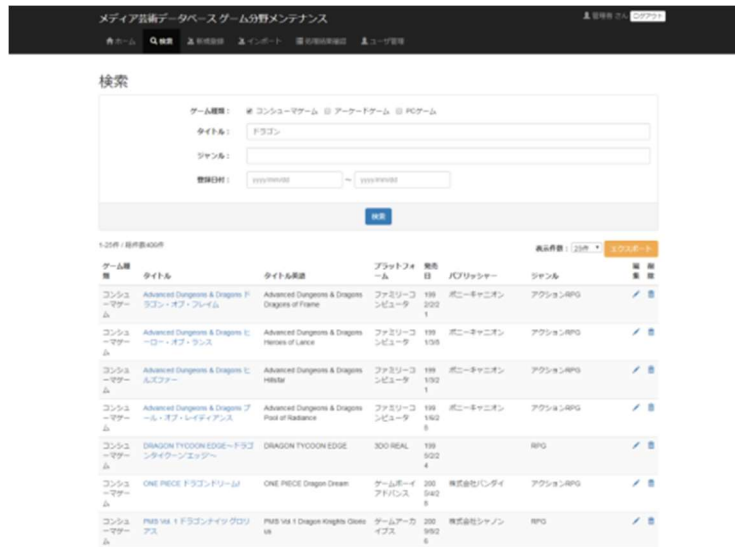 メディア芸術データベース ゲーム分野メンテナンス
管理者 さん ログアウト
ホーム 検索 新規登録 インポート 処理結果確認 ユーザ管理
検索
ゲーム種類： コンシューマゲーム アーケードゲーム PCゲーム
タイトル： ドラゴン
ジャンル：
登録日付： yyyy/mm/dd ～ yyyy/mm/dd
検索
1-25件 / 総件数400件
表示件数： 25件 エクスポート
ゲーム種類 タイトル タイトル英語 プラットフォーム 発売日 パブリッシャー ジャンル 編集 削除
コンシューマゲーム Advanced Dungeons & Dragons ドラゴン・オブ・フレイム Advanced Dungeons & Dragons Dragons of Frame ファミリーコンピュータ 1992/2/21 ポニーキャニオン アクションRPG
コンシューマゲーム Advanced Dungeons & Dragons ヒーロー・オブ・ランス Advanced Dungeons & Dragons Heroes of Lance ファミリーコンピュータ ポニーキャニオン アクションRPG
コンシューマゲーム Advanced Dungeons & Dragons ヒルズファー Advanced Dungeons & Dragons Hillsfar ファミリーコンピュータ ポニーキャニオン アクションRPG
コンシューマゲーム Advanced Dungeons & Dragons プール・オブ・レイディアンス Advanced Dungeons & Dragons Pool of Radiance ファミリーコンピュータ ポニーキャニオン アクションRPG
コンシューマゲーム DRAGON TYCOON EDGE～ドラゴンタイクーン"エッジ"～ DRAGON TYCOON EDGE 3DO REAL RPG
コンシューマゲーム ONE PIECE ドラゴンドリーム! ONE PIECE Dragon Dream ゲームボーイアドバンス 株式会社バンダイ アクションRPG
コンシューマゲーム PMS Vol. 1 ドラゴンナイツ グロリアス PMS Vol.1 Dragon Knights Glorious ゲームアーカイブス 株式会社シャノン RPG